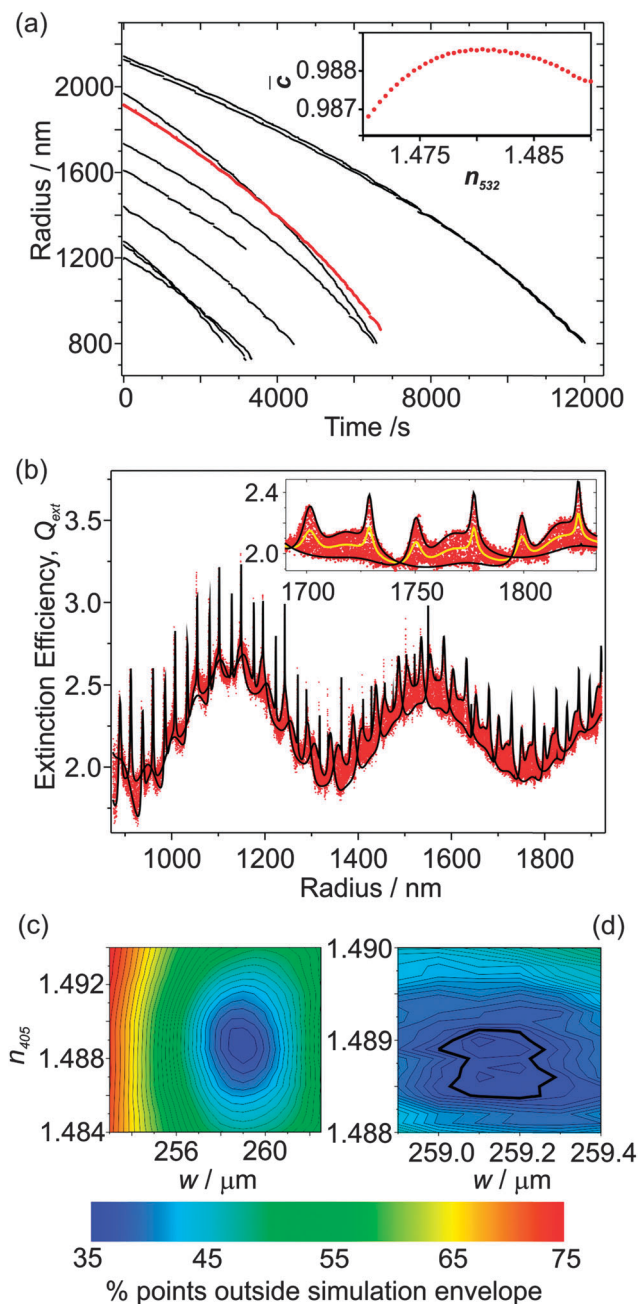 (a)
2000
1600
1200
800
Radius / nm
0 4000 8000 12000
Time /s
c
0.988
0.987
1.475 1.485
n532
(b)
3.5
3.0
2.5
2.0
Extinction Efficiency, Qext
1000 1200 1400 1600 1800
Radius / nm
2.4
2.0
1700 1750 1800
(c) (d)
1.492
1.488
1.484
n405
256 260
w / μm
1.490
1.489
1.488
259.0 259.2 259.4
w / μm
35 45 55 65 75
% points outside simulation envelope